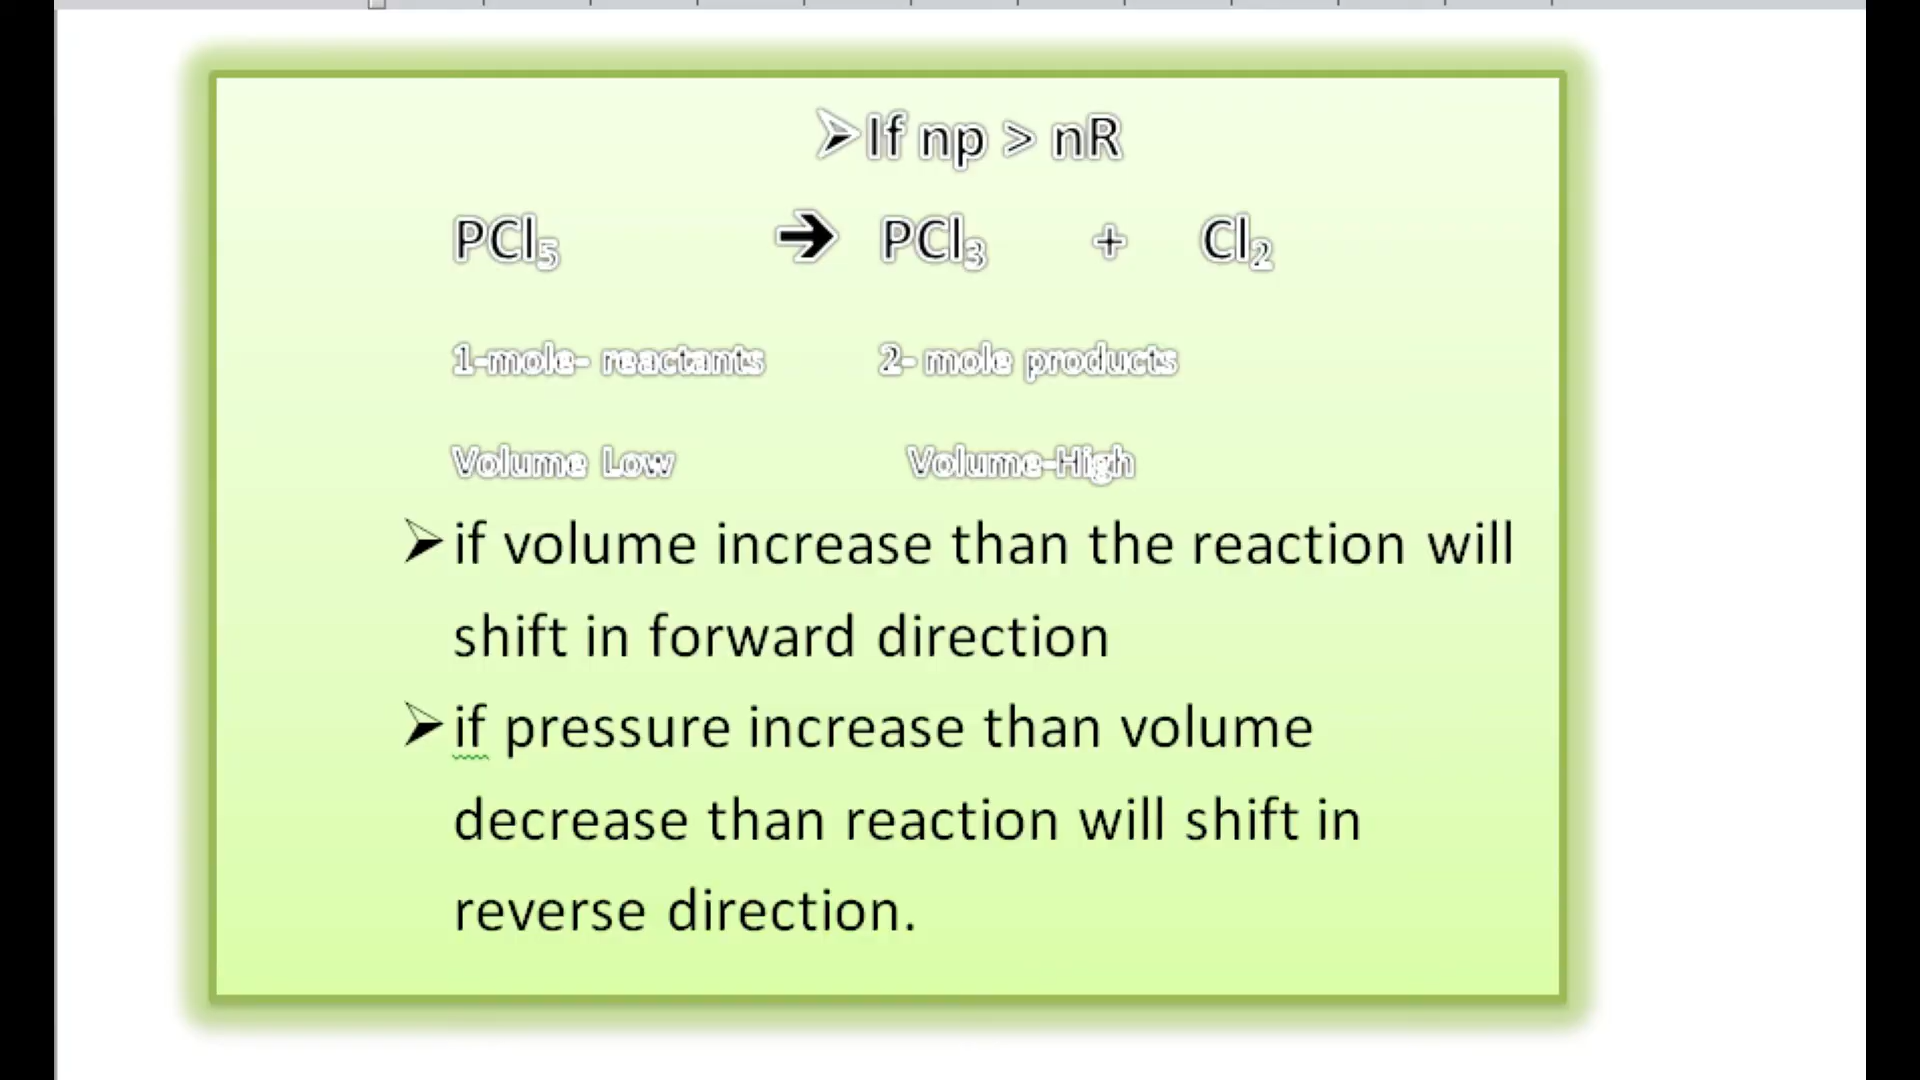 ➢If np > nR
PCl₅ ➔ PCl₃ + Cl₂
1-mole- reactants 2- mole products
Volume Low Volume-High
➢if volume increase than the reaction will
shift in forward direction
➢if pressure increase than volume
decrease than reaction will shift in
reverse direction.